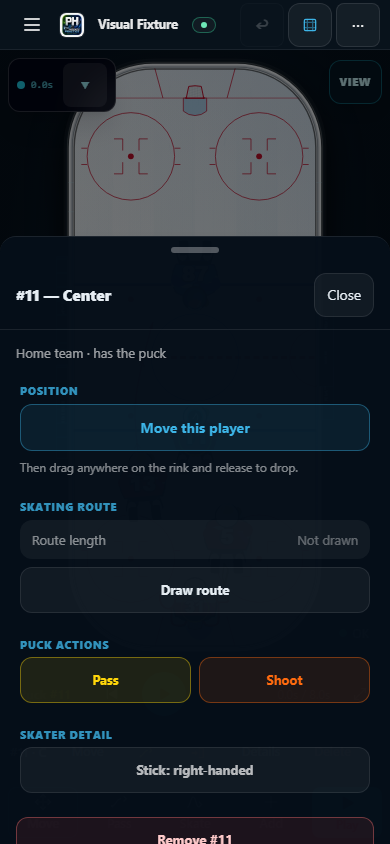 PH
Visual Fixture
...
0.0s
VIEW
#11 — Center
Close
Home team · has the puck
POSITION
Move this player
Then drag anywhere on the rink and release to drop.
SKATING ROUTE
Route length Not drawn
Draw route
PUCK ACTIONS
Pass Shoot
SKATER DETAIL
Stick: right-handed
Remove #11